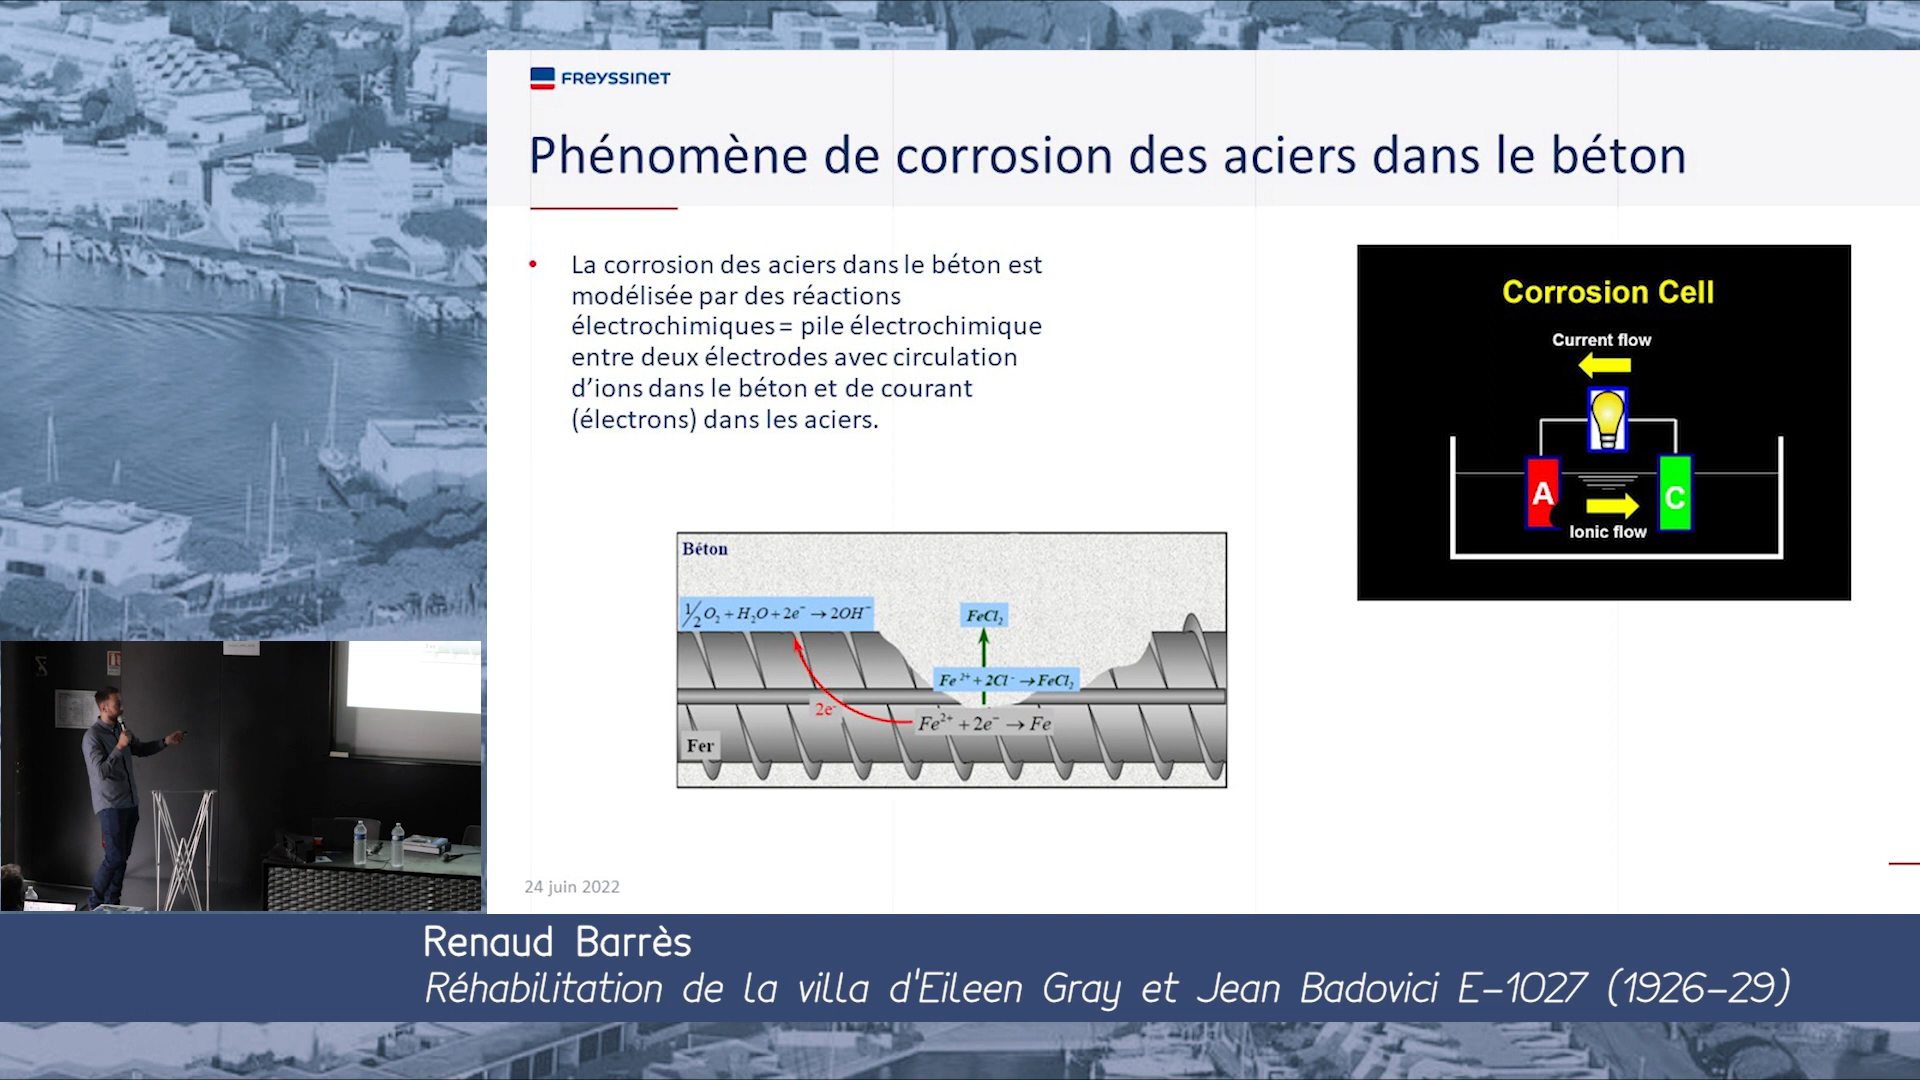 FREYSSINET
Phénomène de corrosion des aciers dans le béton
• La corrosion des aciers dans le béton est
modélisée par des réactions
électrochimiques = pile électrochimique
entre deux électrodes avec circulation
d’ions dans le béton et de courant
(électrons) dans les aciers.
Corrosion Cell
Current flow
A
C
Ionic flow
Béton
½O₂+H₂O+2e⁻→2OH⁻
FeCl₂
Fe²⁺+2Cl⁻→FeCl₂
2e⁻
Fe²⁺+2e⁻→Fe
Fer
24 juin 2022
Renaud Barrès
Réhabilitation de la villa d'Eileen Gray et Jean Badovici E-1027 (1926-29)